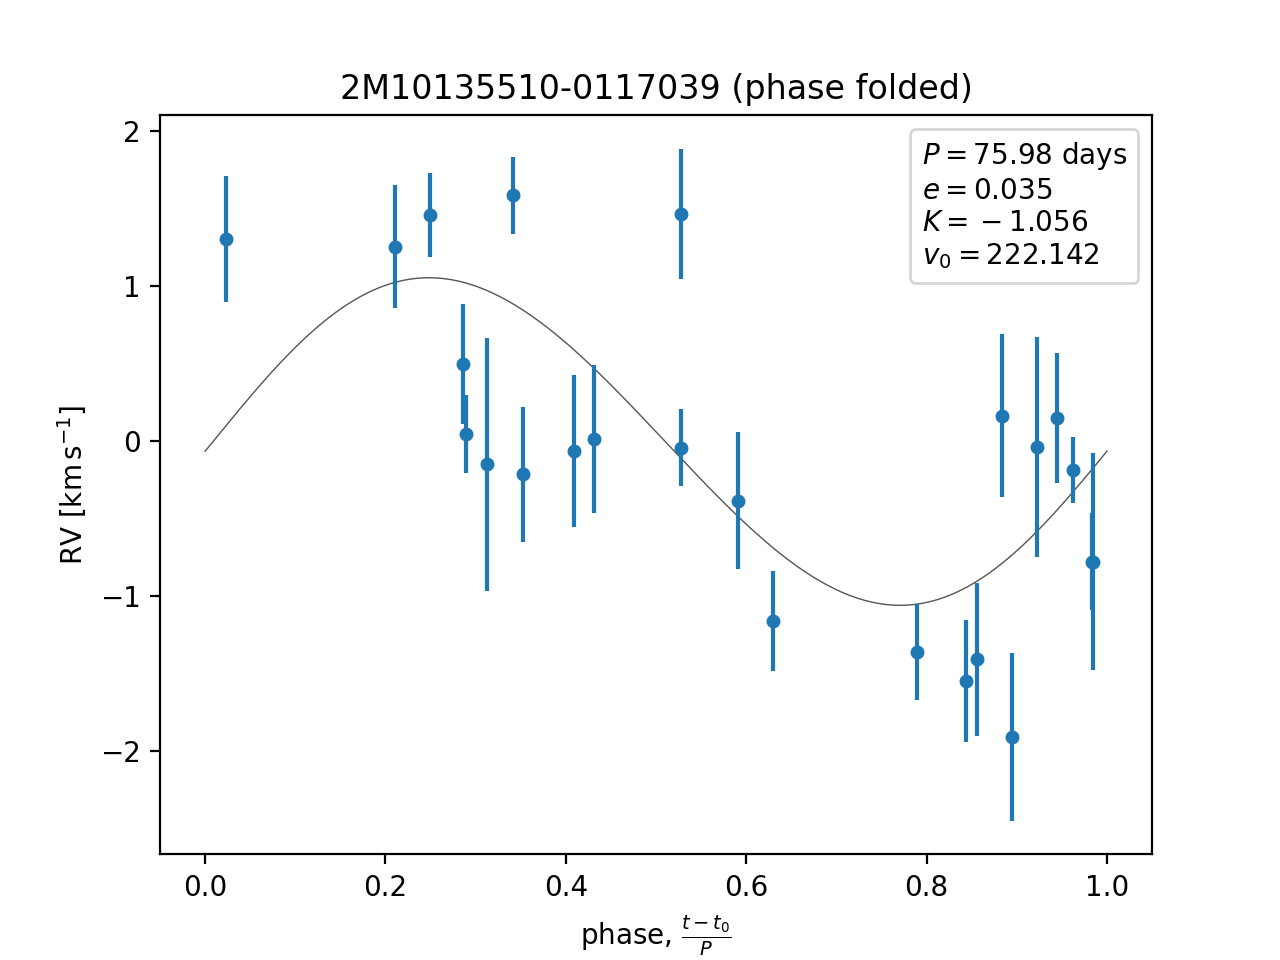 2M10135510-0117039 (phase folded)
P = 75.98 days
e = 0.035
K = −1.056
v₀ = 222.142
RV [km s⁻¹]
2
1
0
−1
−2
0.0 0.2 0.4 0.6 0.8 1.0
phase, (t − t₀)/P